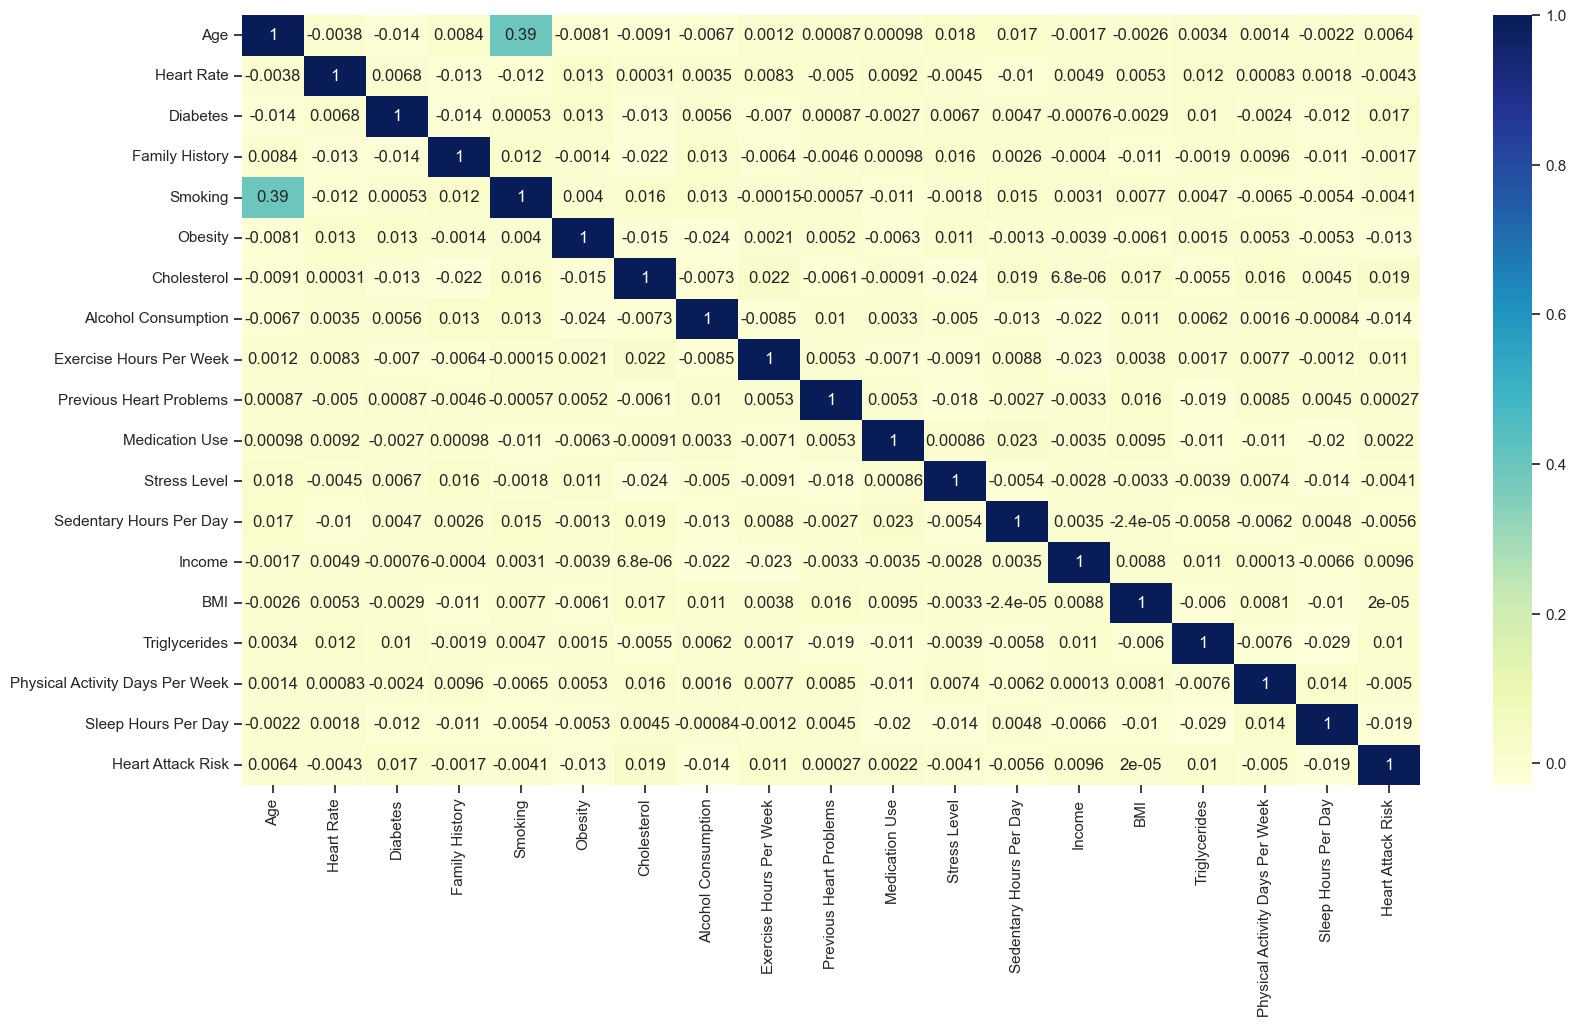 Age 1 -0.0038 -0.014 0.0084 0.39 -0.0081 -0.0091 -0.0067 0.0012 0.00087 0.00098 0.018 0.017 -0.0017 -0.0026 0.0034 0.0014 -0.0022 0.0064
Heart Rate -0.0038 1 0.0068 -0.013 -0.012 0.013 0.00031 0.0035 0.0083 -0.005 0.0092 -0.0045 -0.01 0.0049 0.0053 0.012 0.00083 0.0018 -0.0043
Diabetes -0.014 0.0068 1 -0.014 0.00053 0.013 -0.013 0.0056 -0.007 0.00087 -0.0027 0.0067 0.0047 -0.00076 -0.0029 0.01 -0.0024 -0.012 0.017
Family History 0.0084 -0.013 -0.014 1 0.012 -0.0014 -0.022 0.013 -0.0064 -0.0046 0.00098 0.016 0.0026 -0.0004 -0.011 -0.0019 0.0096 -0.011 -0.0017
Smoking 0.39 -0.012 0.00053 0.012 1 0.004 0.016 0.013 -0.00015 -0.00057 -0.011 -0.0018 0.015 0.0031 0.0077 0.0047 -0.0065 -0.0054 -0.0041
Obesity -0.0081 0.013 0.013 -0.0014 0.004 1 -0.015 -0.024 0.0021 0.0052 -0.0063 0.011 -0.0013 -0.0039 -0.0061 0.0015 0.0053 -0.0053 -0.013
Cholesterol -0.0091 0.00031 -0.013 -0.022 0.016 -0.015 1 -0.0073 0.022 -0.0061 -0.00091 -0.024 0.019 6.8e-06 0.017 -0.0055 0.016 0.0045 0.019
Alcohol Consumption -0.0067 0.0035 0.0056 0.013 0.013 -0.024 -0.0073 1 -0.0085 0.01 0.0033 -0.005 -0.013 -0.022 0.011 0.0062 0.0016 -0.00084 -0.014
Exercise Hours Per Week 0.0012 0.0083 -0.007 -0.0064 -0.00015 0.0021 0.022 -0.0085 1 0.0053 -0.0071 -0.0091 0.0088 -0.023 0.0038 0.0017 0.0077 -0.0012 0.011
Previous Heart Problems 0.00087 -0.005 0.00087 -0.0046 -0.00057 0.0052 -0.0061 0.01 0.0053 1 0.0053 -0.018 -0.0027 -0.0033 0.016 -0.019 0.0085 0.0045 0.00027
Medication Use 0.00098 0.0092 -0.0027 0.00098 -0.011 -0.0063 -0.00091 0.0033 -0.0071 0.0053 1 0.00086 0.023 -0.0035 0.0095 -0.011 -0.011 -0.02 0.0022
Stress Level 0.018 -0.0045 0.0067 0.016 -0.0018 0.011 -0.024 -0.005 -0.0091 -0.018 0.00086 1 -0.0054 -0.0028 -0.0033 -0.0039 0.0074 -0.014 -0.0041
Sedentary Hours Per Day 0.017 -0.01 0.0047 0.0026 0.015 -0.0013 0.019 -0.013 0.0088 -0.0027 0.023 -0.0054 1 0.0035 -2.4e-05 -0.0058 -0.0062 0.0048 -0.0056
Income -0.0017 0.0049 -0.00076 -0.0004 0.0031 -0.0039 6.8e-06 -0.022 -0.023 -0.0033 -0.0035 -0.0028 0.0035 1 0.0088 0.011 0.00013 -0.0066 0.0096
BMI -0.0026 0.0053 -0.0029 -0.011 0.0077 -0.0061 0.017 0.011 0.0038 0.016 0.0095 -0.0033 -2.4e-05 0.0088 1 -0.006 0.0081 -0.01 2e-05
Triglycerides 0.0034 0.012 0.01 -0.0019 0.0047 0.0015 -0.0055 0.0062 0.0017 -0.019 -0.011 -0.0039 -0.0058 0.011 -0.006 1 -0.0076 -0.029 0.01
Physical Activity Days Per Week 0.0014 0.00083 -0.0024 0.0096 -0.0065 0.0053 0.016 0.0016 0.0077 0.0085 -0.011 0.0074 -0.0062 0.00013 0.0081 -0.0076 1 0.014 -0.005
Sleep Hours Per Day -0.0022 0.0018 -0.012 -0.011 -0.0054 -0.0053 0.0045 -0.00084 -0.0012 0.0045 -0.02 -0.014 0.0048 -0.0066 -0.01 -0.029 0.014 1 -0.019
Heart Attack Risk 0.0064 -0.0043 0.017 -0.0017 -0.0041 -0.013 0.019 -0.014 0.011 0.00027 0.0022 -0.0041 -0.0056 0.0096 2e-05 0.01 -0.005 -0.019 1
Age
Heart Rate
Diabetes
Family History
Smoking
Obesity
Cholesterol
Alcohol Consumption
Exercise Hours Per Week
Previous Heart Problems
Medication Use
Stress Level
Sedentary Hours Per Day
Income
BMI
Triglycerides
Physical Activity Days Per Week
Sleep Hours Per Day
Heart Attack Risk
1.0
0.8
0.6
0.4
0.2
0.0